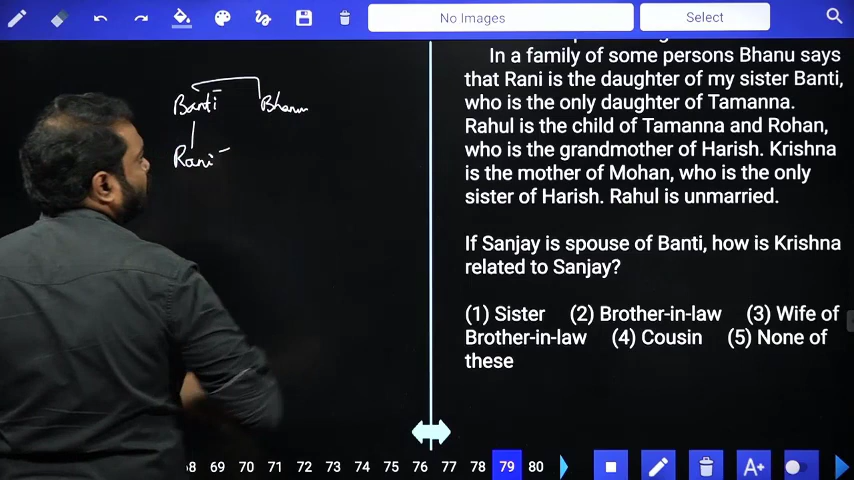 No Images
Select
In a family of some persons Bhanu says
that Rani is the daughter of my sister Banti,
who is the only daughter of Tamanna.
Rahul is the child of Tamanna and Rohan,
who is the grandmother of Harish. Krishna
is the mother of Mohan, who is the only
sister of Harish. Rahul is unmarried.
If Sanjay is spouse of Banti, how is Krishna
related to Sanjay?
(1) Sister (2) Brother-in-law (3) Wife of
Brother-in-law (4) Cousin (5) None of
these
Banti - Bhanu
Rani -
68 69 70 71 72 73 74 75 76 77 78 79 80
A+